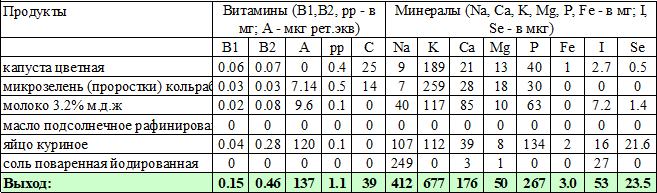 Продукты Витамины (B1,B2, рр - в мг; А - мкг рет.экв) Минералы (Na, Ca, K, Mg, P, Fe - в мг; I, Se - в мкг)
B1 B2 A pp C Na K Ca Mg P Fe I Se
капуста цветная 0.06 0.07 0 0.4 25 9 189 21 13 40 1 2.7 0.5
микрозелень (проростки) кольраб 0.03 0.03 7.14 0.5 14 7 259 28 18 30 0 0 0
молоко 3.2% м.д.ж 0.02 0.08 9.6 0.1 0 40 117 85 10 63 0 7.2 1.4
масло подсолнечное рафинирован 0 0 0 0 0 0 0 0 0 0 0 0 0
яйцо куриное 0.04 0.28 120 0.1 0 107 112 39 8 134 2 16 21.6
соль поваренная йодированная 0 0 0 0 0 249 0 3 1 0 0 27 0
Выход: 0.15 0.46 137 1.1 39 412 677 176 50 267 3.0 53 23.5